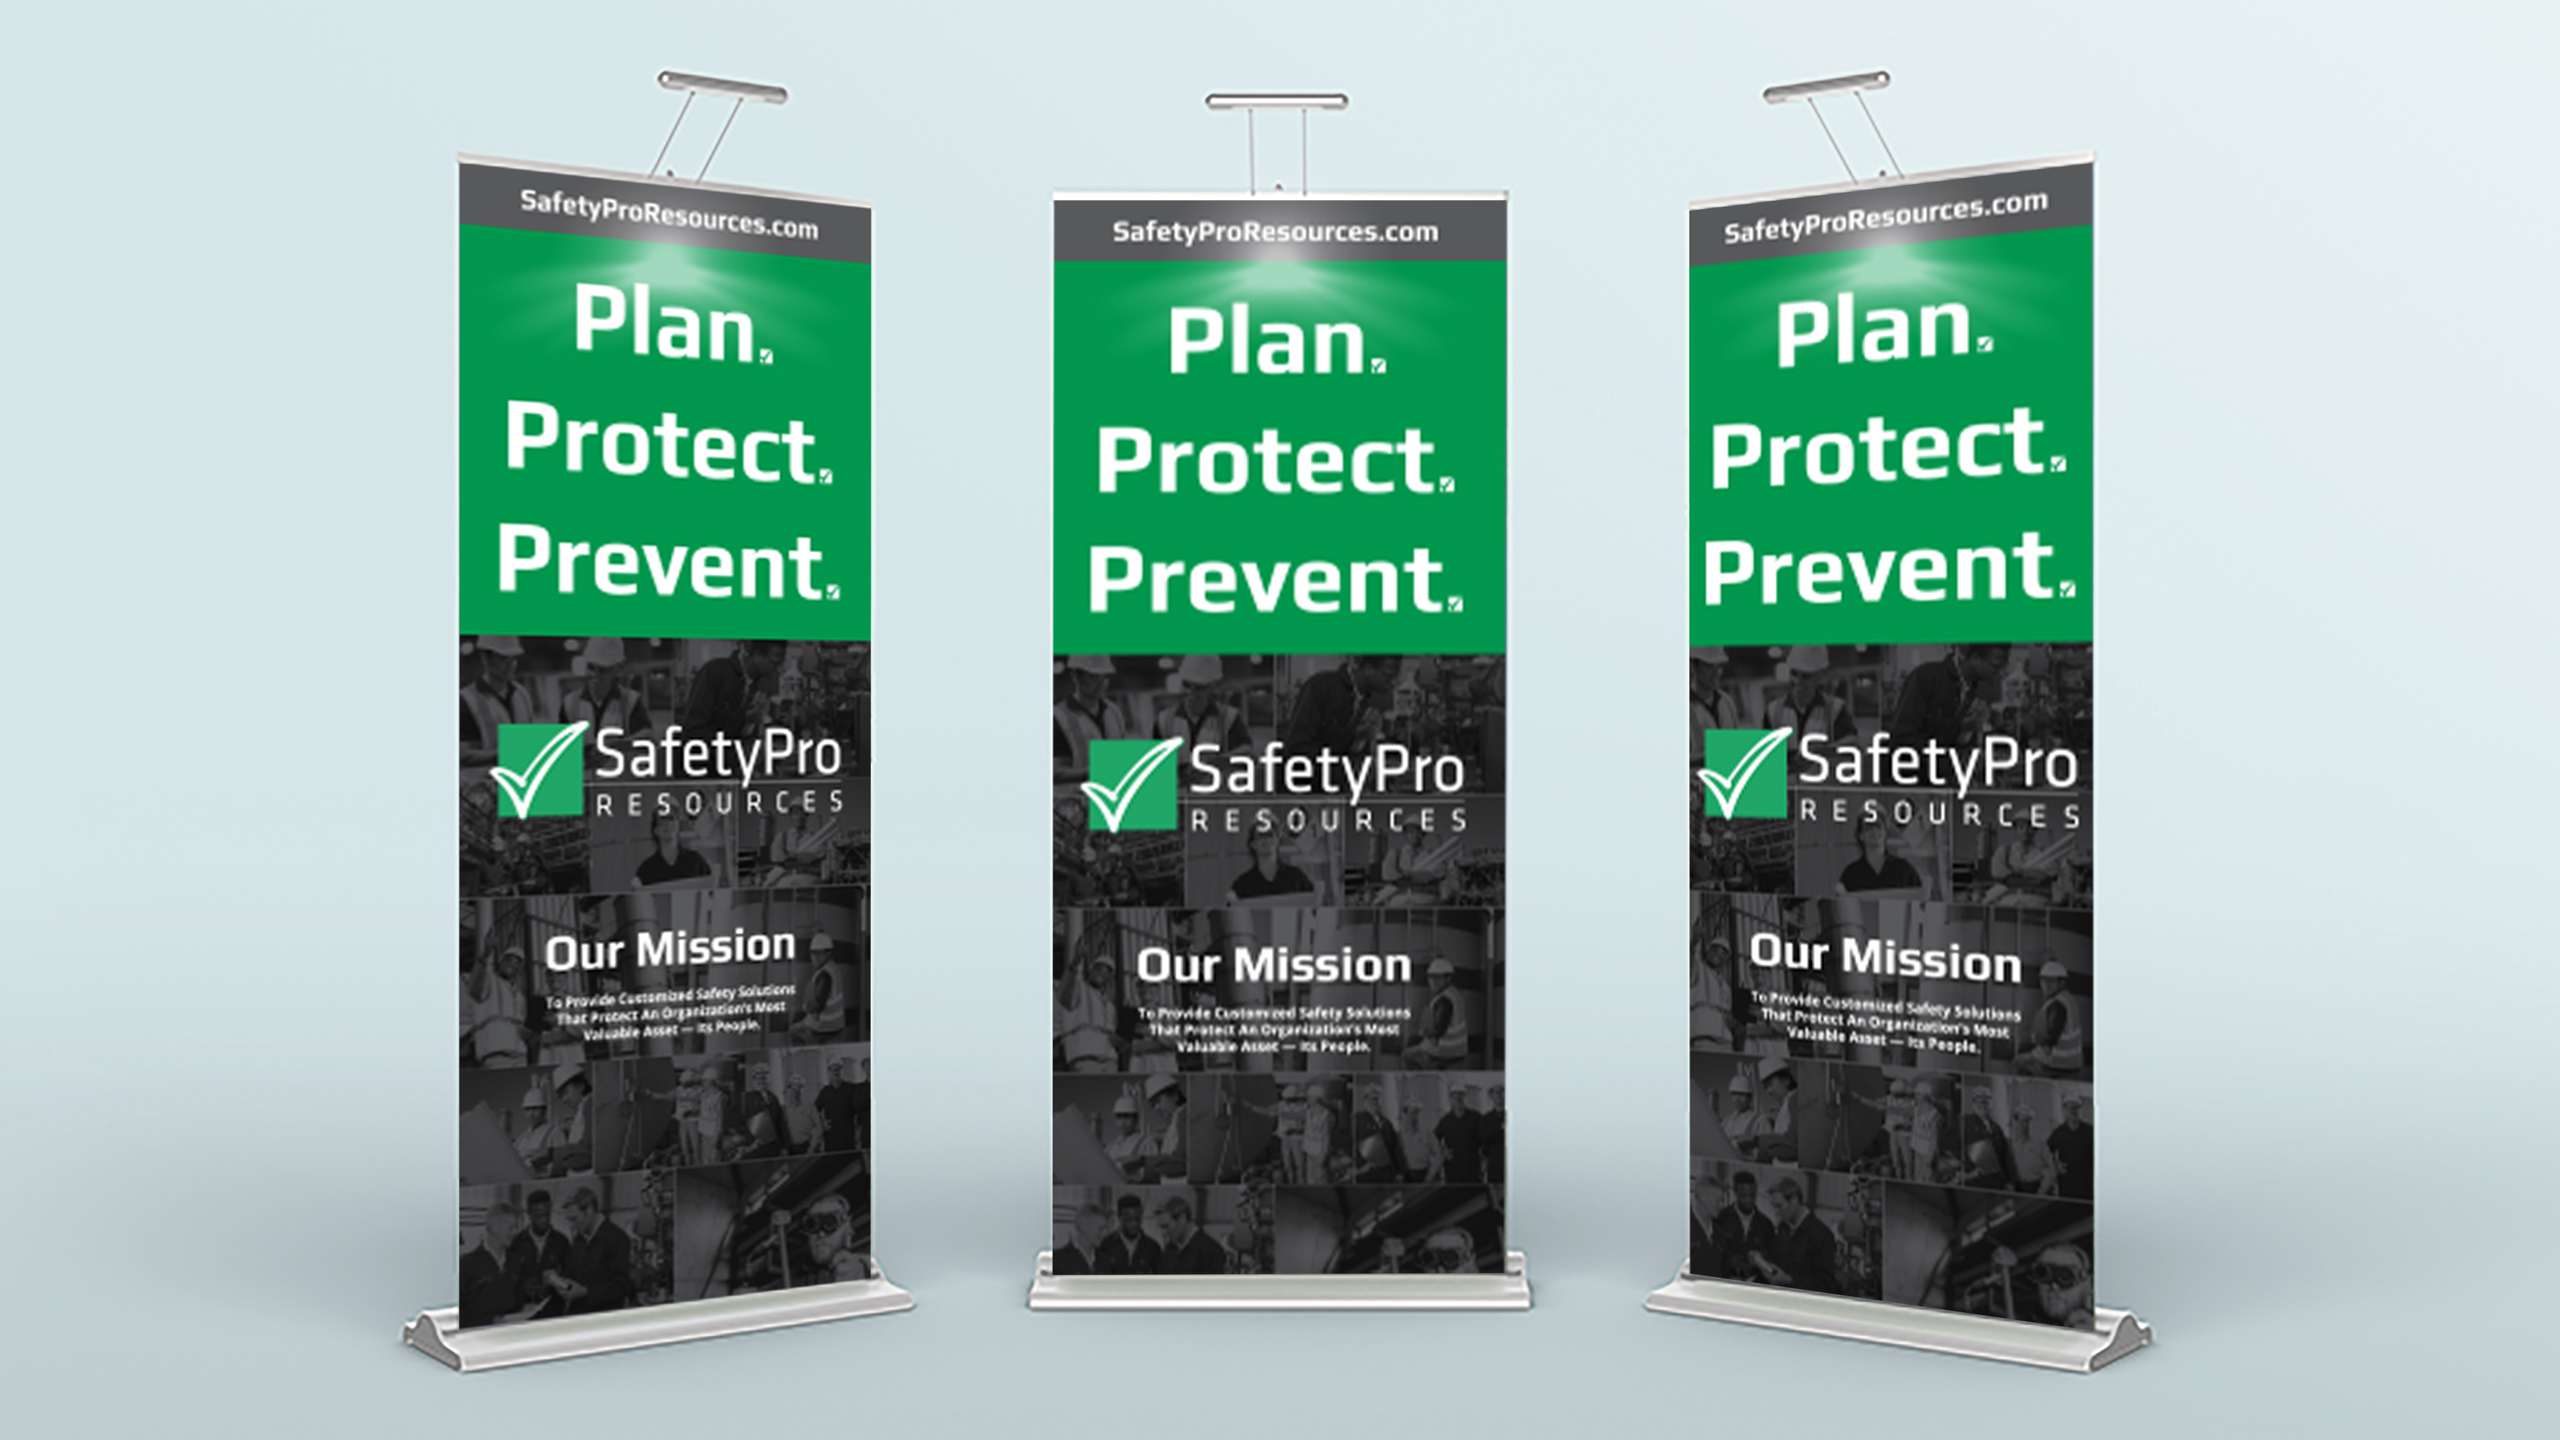 SafetyProResources.com
Plan.
Protect.
Prevent.
SafetyPro
RESOURCES
Our Mission
To Provide Customized Safety Solutions
That Protect An Organization's Most
Valuable Asset — Its People.
SafetyProResources.com
Plan.
Protect.
Prevent.
SafetyPro
RESOURCES
Our Mission
To Provide Customized Safety Solutions
That Protect An Organization's Most
Valuable Asset — Its People.
SafetyProResources.com
Plan.
Protect.
Prevent.
SafetyPro
RESOURCES
Our Mission
To Provide Customized Safety Solutions
That Protect An Organization's Most
Valuable Asset — Its People.